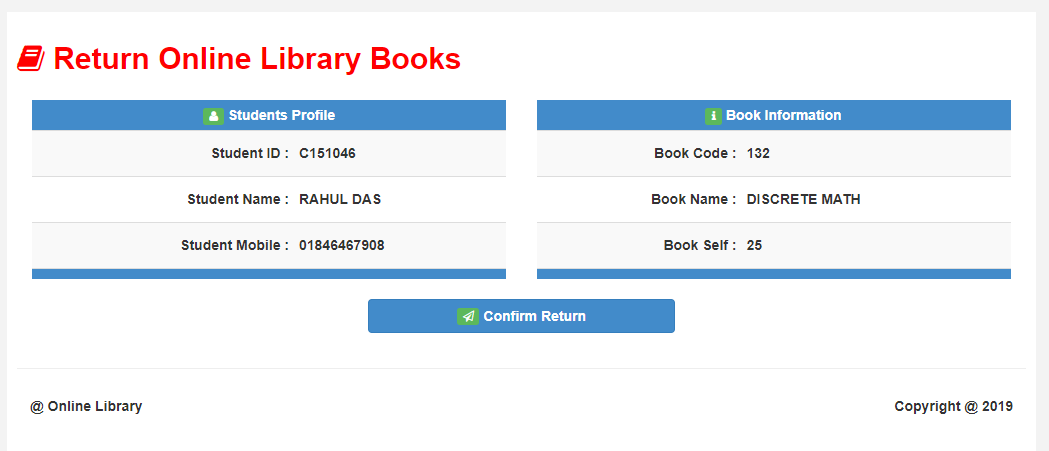 Return Online Library Books
Students Profile
Student ID : C151046
Student Name : RAHUL DAS
Student Mobile : 01846467908
Book Information
Book Code : 132
Book Name : DISCRETE MATH
Book Self : 25
Confirm Return
@ Online Library
Copyright @ 2019